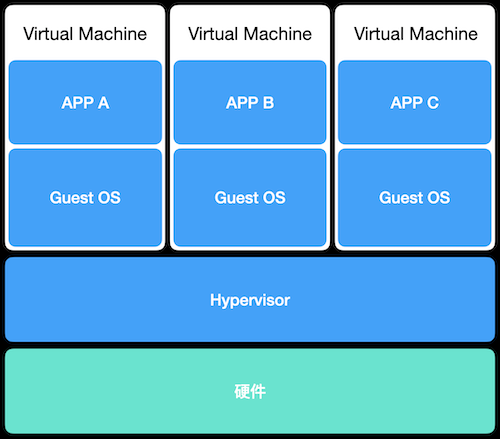 Virtual Machine
Virtual Machine
Virtual Machine
APP A
APP B
APP C
Guest OS
Guest OS
Guest OS
Hypervisor
硬件